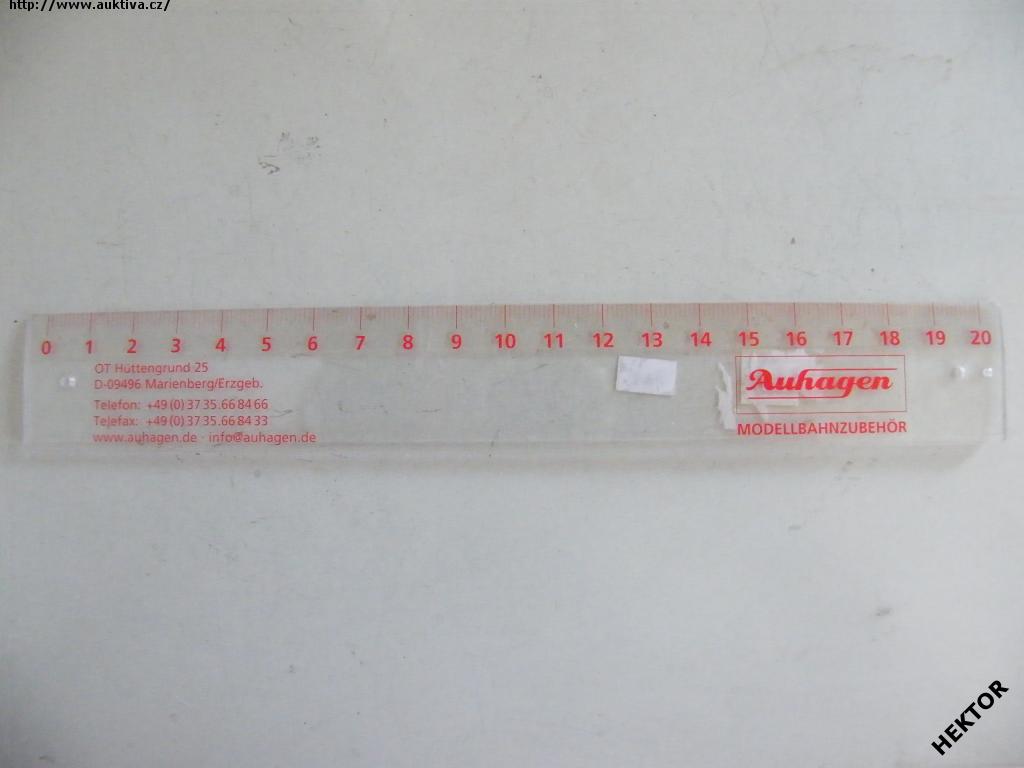 http://www.auktiva.cz/
0 1 2 3 4 5 6 7 8 9 10 11 12 13 14 15 16 17 18 19 20
OT Hüttengrund 25
D-09496 Marienberg/Erzgeb.
Telefon: +49 (0) 37 35. 66 84 66
Telefax: +49 (0) 37 35. 66 84 33
www.auhagen.de · info@auhagen.de
Auhagen
MODELLBAHNZUBEHÖR
HEKTOR